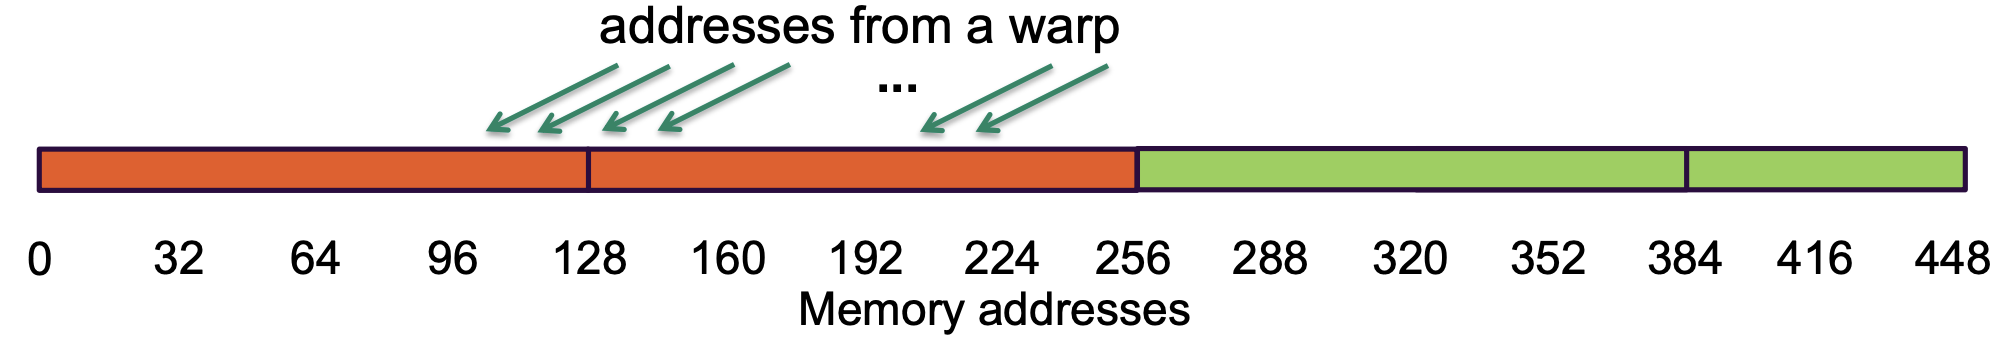 addresses from a warp
...
0 32 64 96 128 160 192 224 256 288 320 352 384 416 448
Memory addresses